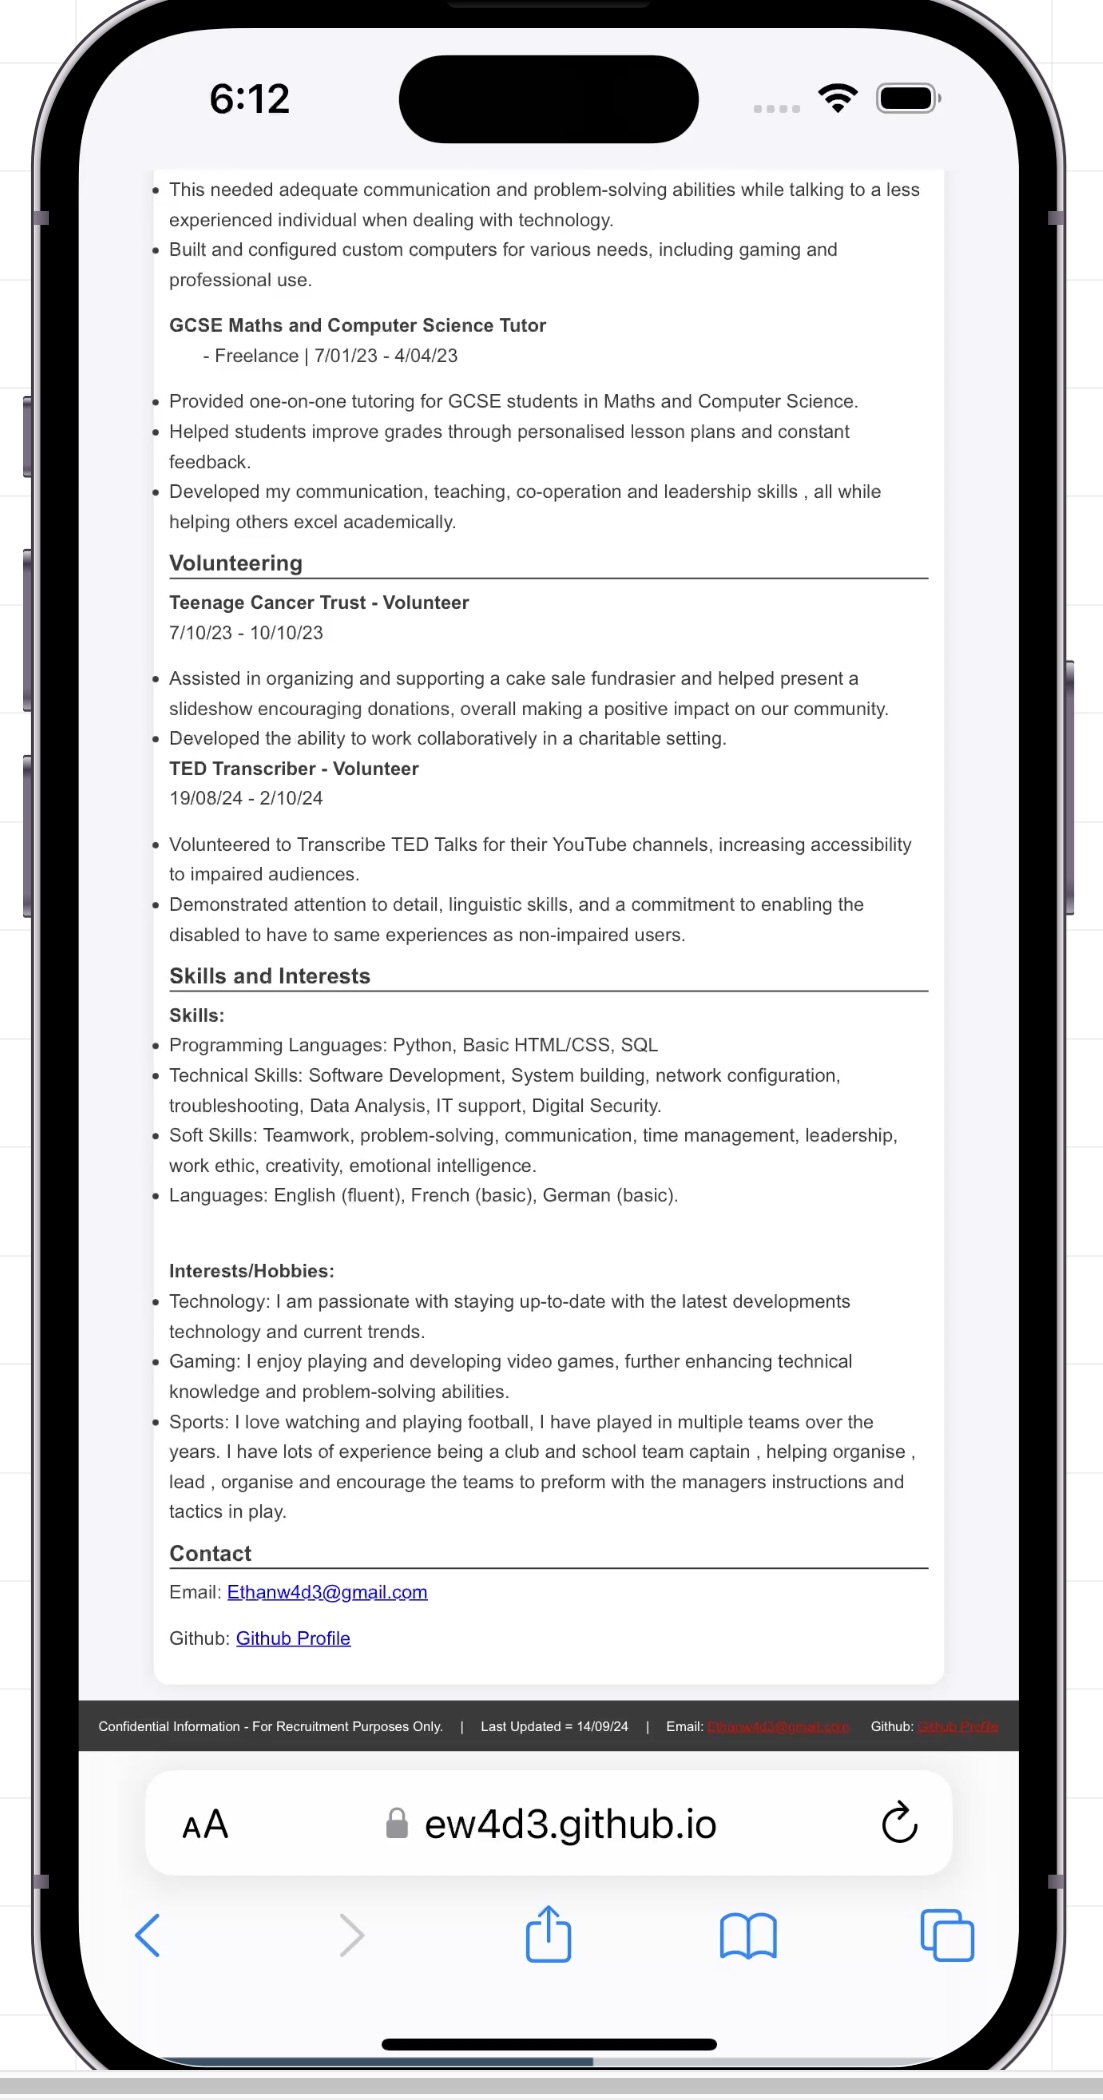 6:12
• This needed adequate communication and problem-solving abilities while talking to a less
experienced individual when dealing with technology.
• Built and configured custom computers for various needs, including gaming and
professional use.
GCSE Maths and Computer Science Tutor
- Freelance | 7/01/23 - 4/04/23
• Provided one-on-one tutoring for GCSE students in Maths and Computer Science.
• Helped students improve grades through personalised lesson plans and constant
feedback.
• Developed my communication, teaching, co-operation and leadership skills , all while
helping others excel academically.
Volunteering
Teenage Cancer Trust - Volunteer
7/10/23 - 10/10/23
• Assisted in organizing and supporting a cake sale fundrasier and helped present a
slideshow encouraging donations, overall making a positive impact on our community.
• Developed the ability to work collaboratively in a charitable setting.
TED Transcriber - Volunteer
19/08/24 - 2/10/24
• Volunteered to Transcribe TED Talks for their YouTube channels, increasing accessibility
to impaired audiences.
• Demonstrated attention to detail, linguistic skills, and a commitment to enabling the
disabled to have to same experiences as non-impaired users.
Skills and Interests
Skills:
• Programming Languages: Python, Basic HTML/CSS, SQL
• Technical Skills: Software Development, System building, network configuration,
troubleshooting, Data Analysis, IT support, Digital Security.
• Soft Skills: Teamwork, problem-solving, communication, time management, leadership,
work ethic, creativity, emotional intelligence.
• Languages: English (fluent), French (basic), German (basic).
Interests/Hobbies:
• Technology: I am passionate with staying up-to-date with the latest developments
technology and current trends.
• Gaming: I enjoy playing and developing video games, further enhancing technical
knowledge and problem-solving abilities.
• Sports: I love watching and playing football, I have played in multiple teams over the
years. I have lots of experience being a club and school team captain , helping organise ,
lead , organise and encourage the teams to preform with the managers instructions and
tactics in play.
Contact
Email: Ethanw4d3@gmail.com
Github: Github Profile
Confidential Information - For Recruitment Purposes Only. | Last Updated = 14/09/24 | Email: Ethanw4d3@gmail.com Github: Github Profile
AA ew4d3.github.io